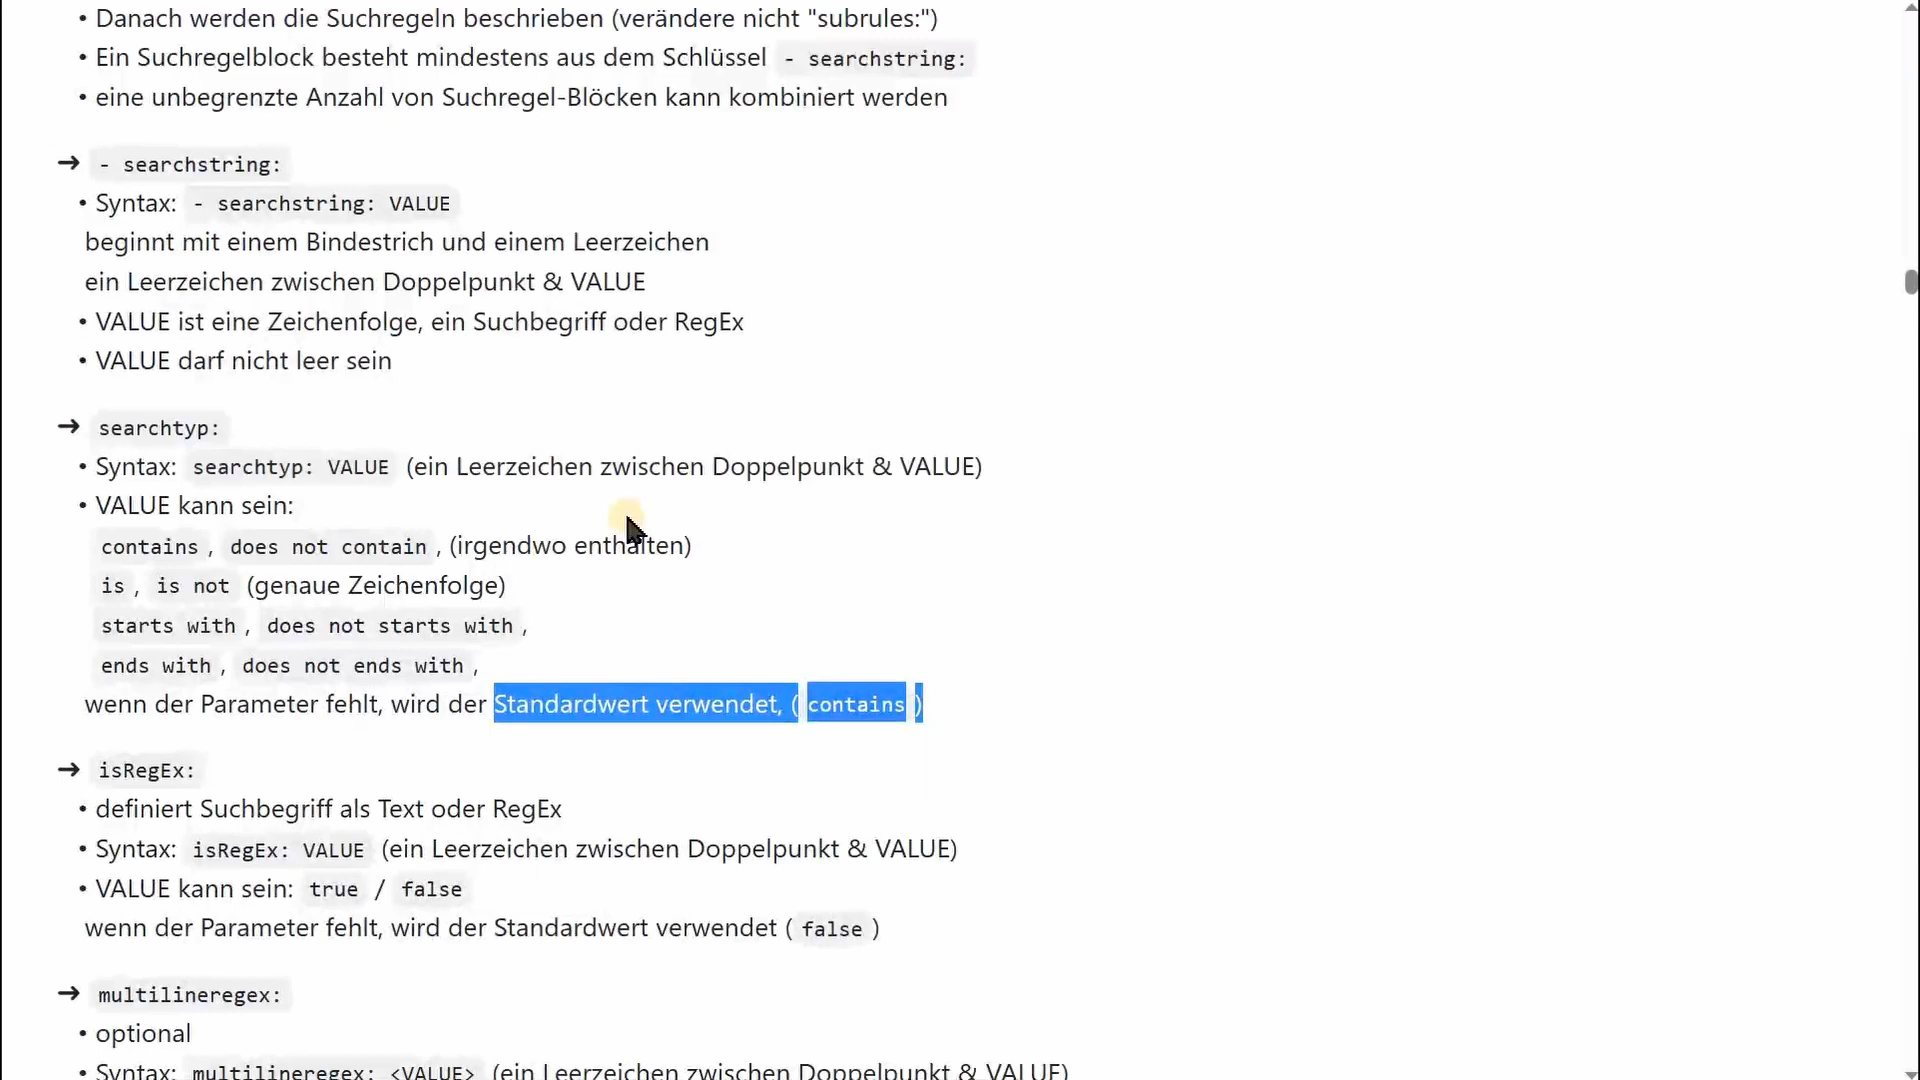 • Danach werden die Suchregeln beschrieben (verändere nicht "subrules:")
• Ein Suchregelblock besteht mindestens aus dem Schlüssel - searchstring:
• eine unbegrenzte Anzahl von Suchregel-Blöcken kann kombiniert werden
➜ - searchstring:
• Syntax: - searchstring: VALUE
beginnt mit einem Bindestrich und einem Leerzeichen
ein Leerzeichen zwischen Doppelpunkt & VALUE
• VALUE ist eine Zeichenfolge, ein Suchbegriff oder RegEx
• VALUE darf nicht leer sein
➜ searchtyp:
• Syntax: searchtyp: VALUE (ein Leerzeichen zwischen Doppelpunkt & VALUE)
• VALUE kann sein:
contains , does not contain , (irgendwo enthalten)
is , is not (genaue Zeichenfolge)
starts with , does not starts with ,
ends with , does not ends with ,
wenn der Parameter fehlt, wird der Standardwert verwendet, ( contains )
➜ isRegEx:
• definiert Suchbegriff als Text oder RegEx
• Syntax: isRegEx: VALUE (ein Leerzeichen zwischen Doppelpunkt & VALUE)
• VALUE kann sein: true / false
wenn der Parameter fehlt, wird der Standardwert verwendet ( false )
➜ multilineregex:
• optional
• Syntax: multilineregex: <VALUE> (ein Leerzeichen zwischen Doppelpunkt & VALUE)